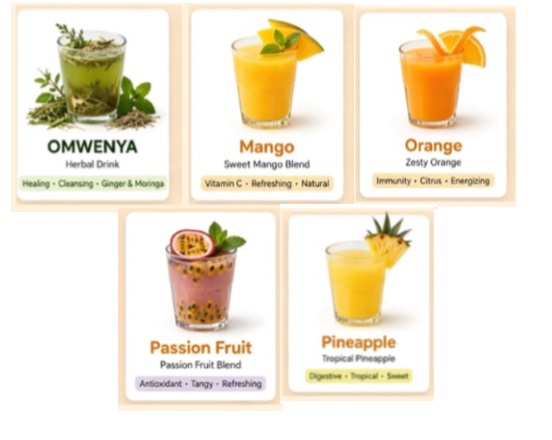 OMWENYA
Herbal Drink
Healing • Cleansing • Ginger & Moringa
Mango
Sweet Mango Blend
Vitamin C • Refreshing • Natural
Orange
Zesty Orange
Immunity • Citrus • Energizing
Passion Fruit
Passion Fruit Blend
Antioxidant • Tangy • Refreshing
Pineapple
Tropical Pineapple
Digestive • Tropical • Sweet